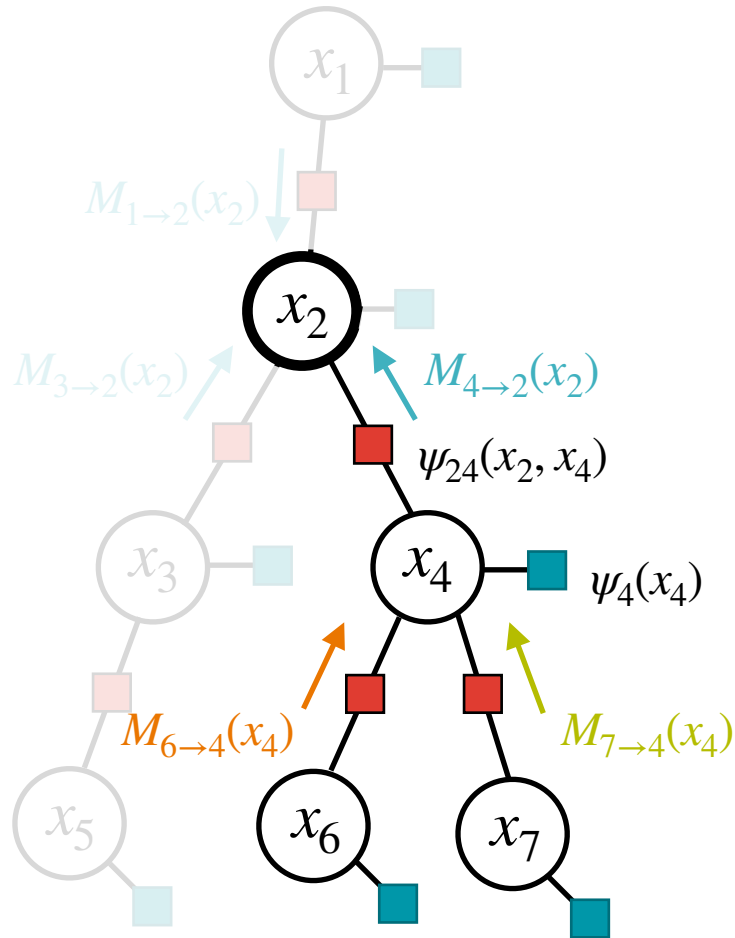 x₁
M₁→₂(x₂)
x₂
M₃→₂(x₂)
M₄→₂(x₂)
ψ₂₄(x₂, x₄)
x₃
x₄
ψ₄(x₄)
M₆→₄(x₄)
M₇→₄(x₄)
x₅
x₆
x₇